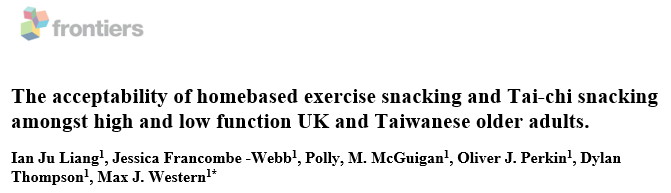 frontiers
The acceptability of homebased exercise snacking and Tai-chi snacking
amongst high and low function UK and Taiwanese older adults.
Ian Ju Liang¹, Jessica Francombe -Webb¹, Polly, M. McGuigan¹, Oliver J. Perkin¹, Dylan
Thompson¹, Max J. Western¹*